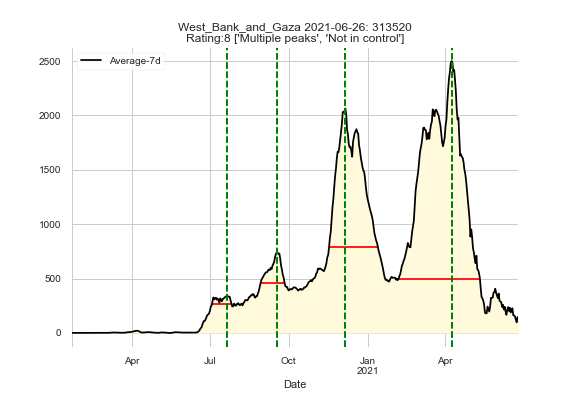 West_Bank_and_Gaza 2021-06-26: 313520
Rating:8 ['Multiple peaks', 'Not in control']
Average-7d
2500
2000
1500
1000
500
0
Apr Jul Oct Jan Apr
2021
Date